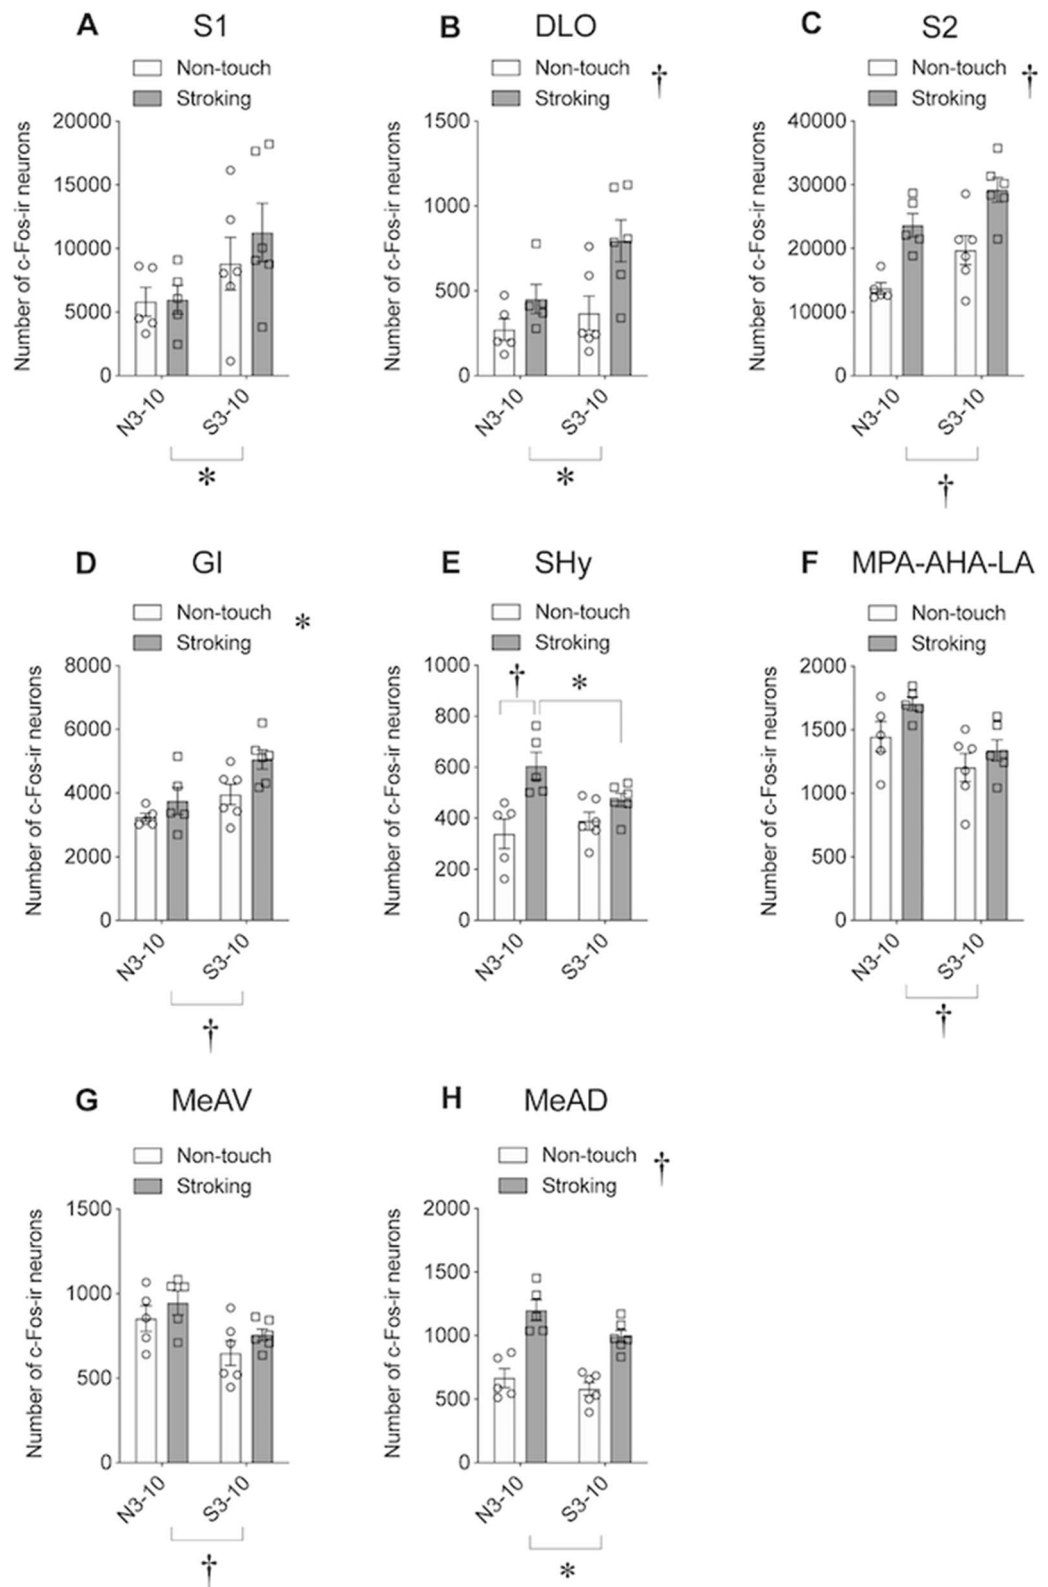 A S1
Non-touch
Stroking
Number of c-Fos-ir neurons
20000
15000
10000
5000
0
N3-10
S3-10
*
B DLO
Non-touch †
Stroking
Number of c-Fos-ir neurons
1500
1000
500
0
N3-10
S3-10
*
C S2
Non-touch †
Stroking
Number of c-Fos-ir neurons
40000
30000
20000
10000
0
N3-10
S3-10
†
D GI
Non-touch *
Stroking
Number of c-Fos-ir neurons
8000
6000
4000
2000
0
N3-10
S3-10
†
E SHy
Non-touch
Stroking
Number of c-Fos-ir neurons
1000
800
600
400
200
0
† *
N3-10
S3-10
F MPA-AHA-LA
Non-touch
Stroking
Number of c-Fos-ir neurons
2000
1500
1000
500
0
N3-10
S3-10
†
G MeAV
Non-touch
Stroking
Number of c-Fos-ir neurons
1500
1000
500
0
N3-10
S3-10
†
H MeAD
Non-touch †
Stroking
Number of c-Fos-ir neurons
2000
1500
1000
500
0
N3-10
S3-10
*